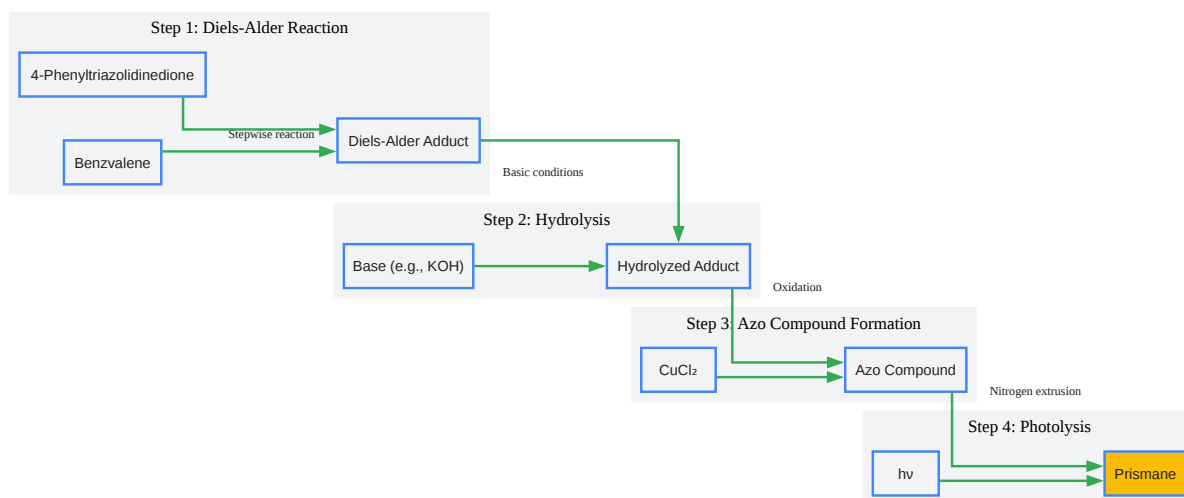 Step 1: Diels-Alder Reaction
4-Phenyltriazolidinedione
Stepwise reaction
Benzvalene
Diels-Alder Adduct
Basic conditions
Step 2: Hydrolysis
Base (e.g., KOH)
Hydrolyzed Adduct
Oxidation
Step 3: Azo Compound Formation
CuCl₂
Azo Compound
Nitrogen extrusion
Step 4: Photolysis
hν
Prismane